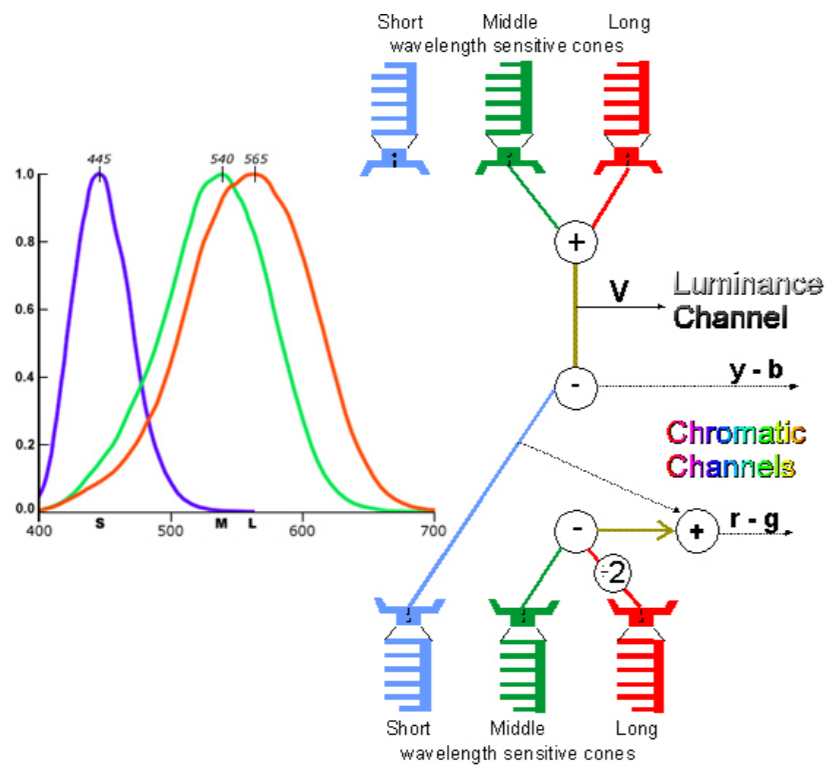 Short Middle Long
wavelength sensitive cones
445 540 565
1.0
0.8
0.6
0.4
0.2
0.0
400 S 500 M L 600 700
+
V
Luminance
Channel
-
y - b
Chromatic
Channels
-
+
r - g
÷2
Short Middle Long
wavelength sensitive cones